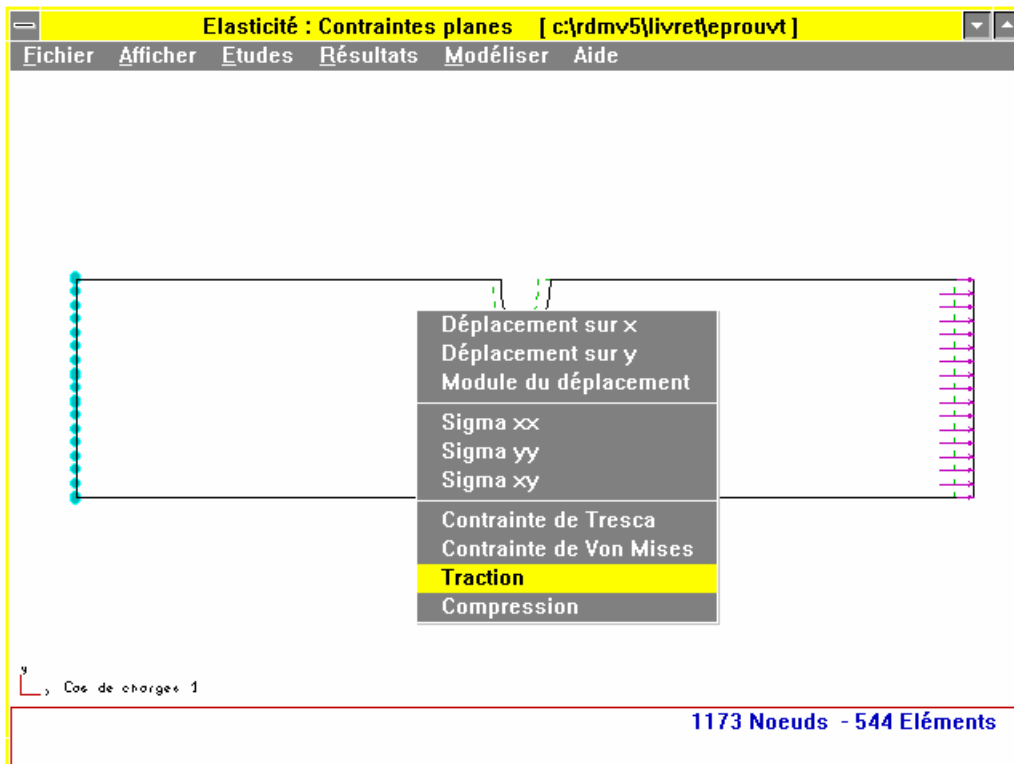 Elasticité : Contraintes planes [ c:\rdmv5\livret\eprouvt ]
Fichier Afficher Etudes Résultats Modéliser Aide
Déplacement sur x
Déplacement sur y
Module du déplacement
Sigma xx
Sigma yy
Sigma xy
Contrainte de Tresca
Contrainte de Von Mises
Traction
Compression
y
x Cas de charges 1
1173 Noeuds - 544 Eléments